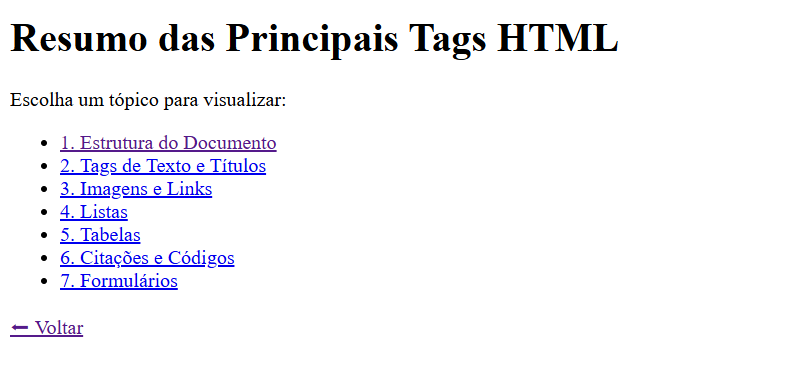 Resumo das Principais Tags HTML
Escolha um tópico para visualizar:
• 1. Estrutura do Documento
• 2. Tags de Texto e Títulos
• 3. Imagens e Links
• 4. Listas
• 5. Tabelas
• 6. Citações e Códigos
• 7. Formulários
⬅ Voltar